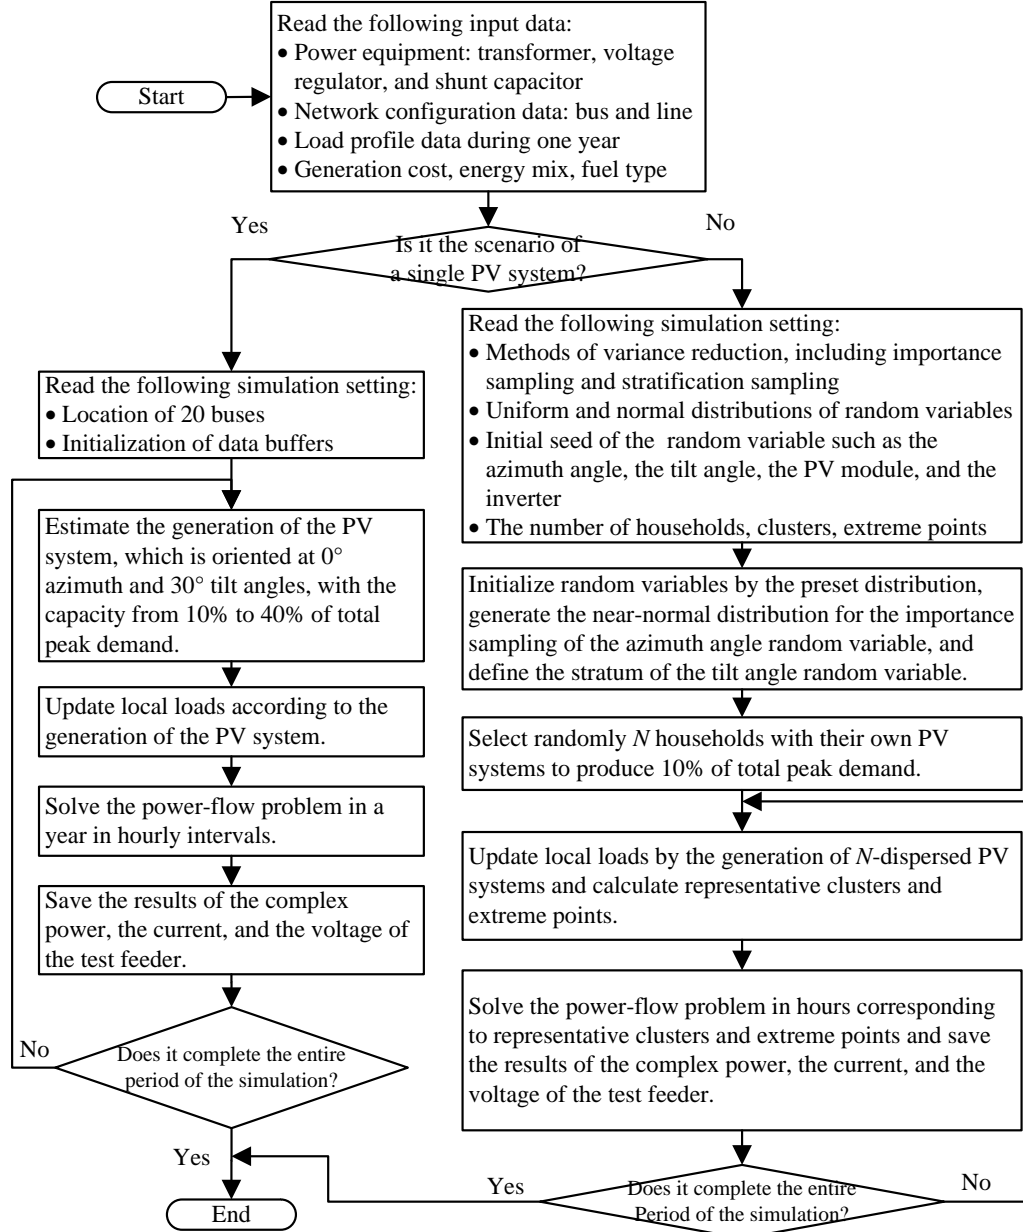 Start
Read the following input data:
• Power equipment: transformer, voltage
regulator, and shunt capacitor
• Network configuration data: bus and line
• Load profile data during one year
• Generation cost, energy mix, fuel type
Yes
No
Is it the scenario of
a single PV system?
Read the following simulation setting:
• Location of 20 buses
• Initialization of data buffers
Estimate the generation of the PV
system, which is oriented at 0°
azimuth and 30° tilt angles, with the
capacity from 10% to 40% of total
peak demand.
Update local loads according to the
generation of the PV system.
Solve the power-flow problem in a
year in hourly intervals.
Save the results of the complex
power, the current, and the voltage of
the test feeder.
No
Does it complete the entire
period of the simulation?
Yes
End
Read the following simulation setting:
• Methods of variance reduction, including importance
sampling and stratification sampling
• Uniform and normal distributions of random variables
• Initial seed of the random variable such as the
azimuth angle, the tilt angle, the PV module, and the
inverter
• The number of households, clusters, extreme points
Initialize random variables by the preset distribution,
generate the near-normal distribution for the importance
sampling of the azimuth angle random variable, and
define the stratum of the tilt angle random variable.
Select randomly N households with their own PV
systems to produce 10% of total peak demand.
Update local loads by the generation of N-dispersed PV
systems and calculate representative clusters and
extreme points.
Solve the power-flow problem in hours corresponding
to representative clusters and extreme points and save
the results of the complex power, the current, and the
voltage of the test feeder.
Yes
Does it complete the entire
Period of the simulation?
No